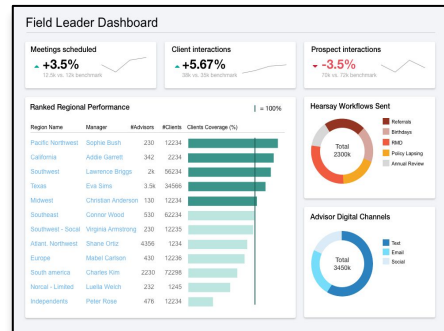 Field Leader Dashboard
Meetings scheduled
+3.5%
12.5k vs. 12k benchmark
Client interactions
+5.67%
38k vs. 35k benchmark
Prospect interactions
-3.5%
70k vs. 72k benchmark
Ranked Regional Performance
= 100%
Region Name Manager #Advisors #Clients Clients Coverage (%)
Pacific Northwest Sophie Bush 230 12234
California Addie Garrett 342 2234
Southwest Lawrence Briggs 2k 56234
Texas Eva Sims 3.5k 34566
Midwest Christian Anderson 130 12234
Southeast Connor Wood 530 62234
Southwest - Socal Virginia Armstrong 230 12235
Atlant. Northwest Shane Ortiz 4356 1234
Europe Mabel Carlson 430 12236
South america Charles Kim 2230 72298
Norcal - Limited Luella Welch 232 1245
Independents Peter Rose 476 12234
Hearsay Workflows Sent
Total
2300k
Referrals
Birthdays
RMD
Policy Lapsing
Annual Review
Advisor Digital Channels
Total
3450k
Text
Email
Social